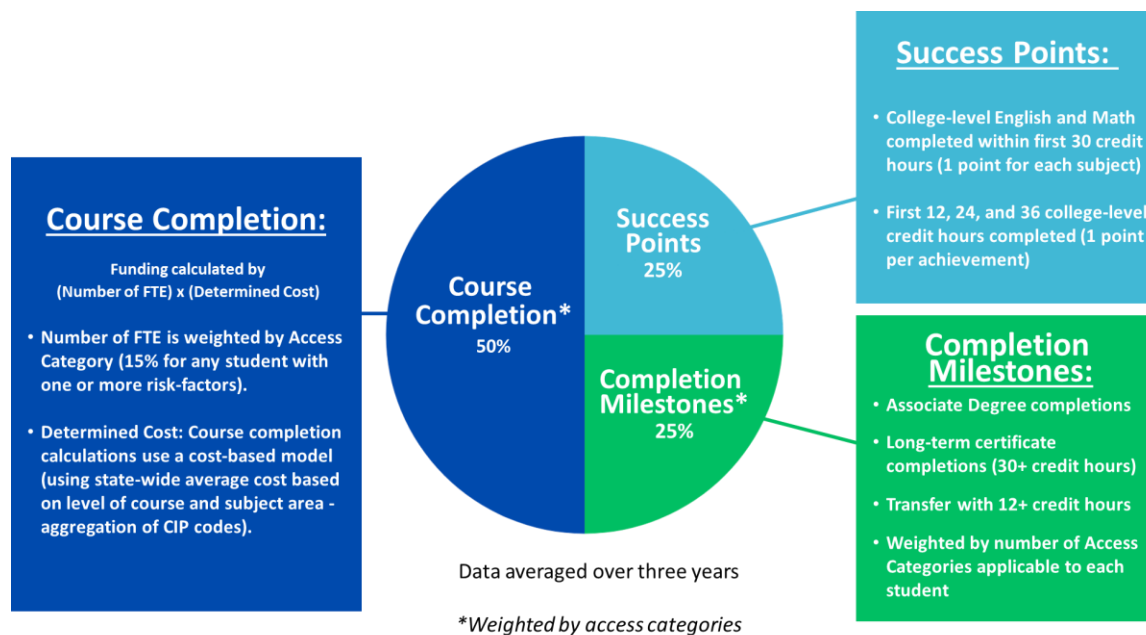 Course Completion:
Funding calculated by
(Number of FTE) x (Determined Cost)
• Number of FTE is weighted by Access
Category (15% for any student with
one or more risk-factors).
• Determined Cost: Course completion
calculations use a cost-based model
(using state-wide average cost based
on level of course and subject area -
aggregation of CIP codes).
Course
Completion*
50%
Success
Points
25%
Completion
Milestones*
25%
Data averaged over three years
*Weighted by access categories
Success Points:
• College-level English and Math
completed within first 30 credit
hours (1 point for each subject)
• First 12, 24, and 36 college-level
credit hours completed (1 point
per achievement)
Completion
Milestones:
• Associate Degree completions
• Long-term certificate
completions (30+ credit hours)
• Transfer with 12+ credit hours
• Weighted by number of Access
Categories applicable to each
student